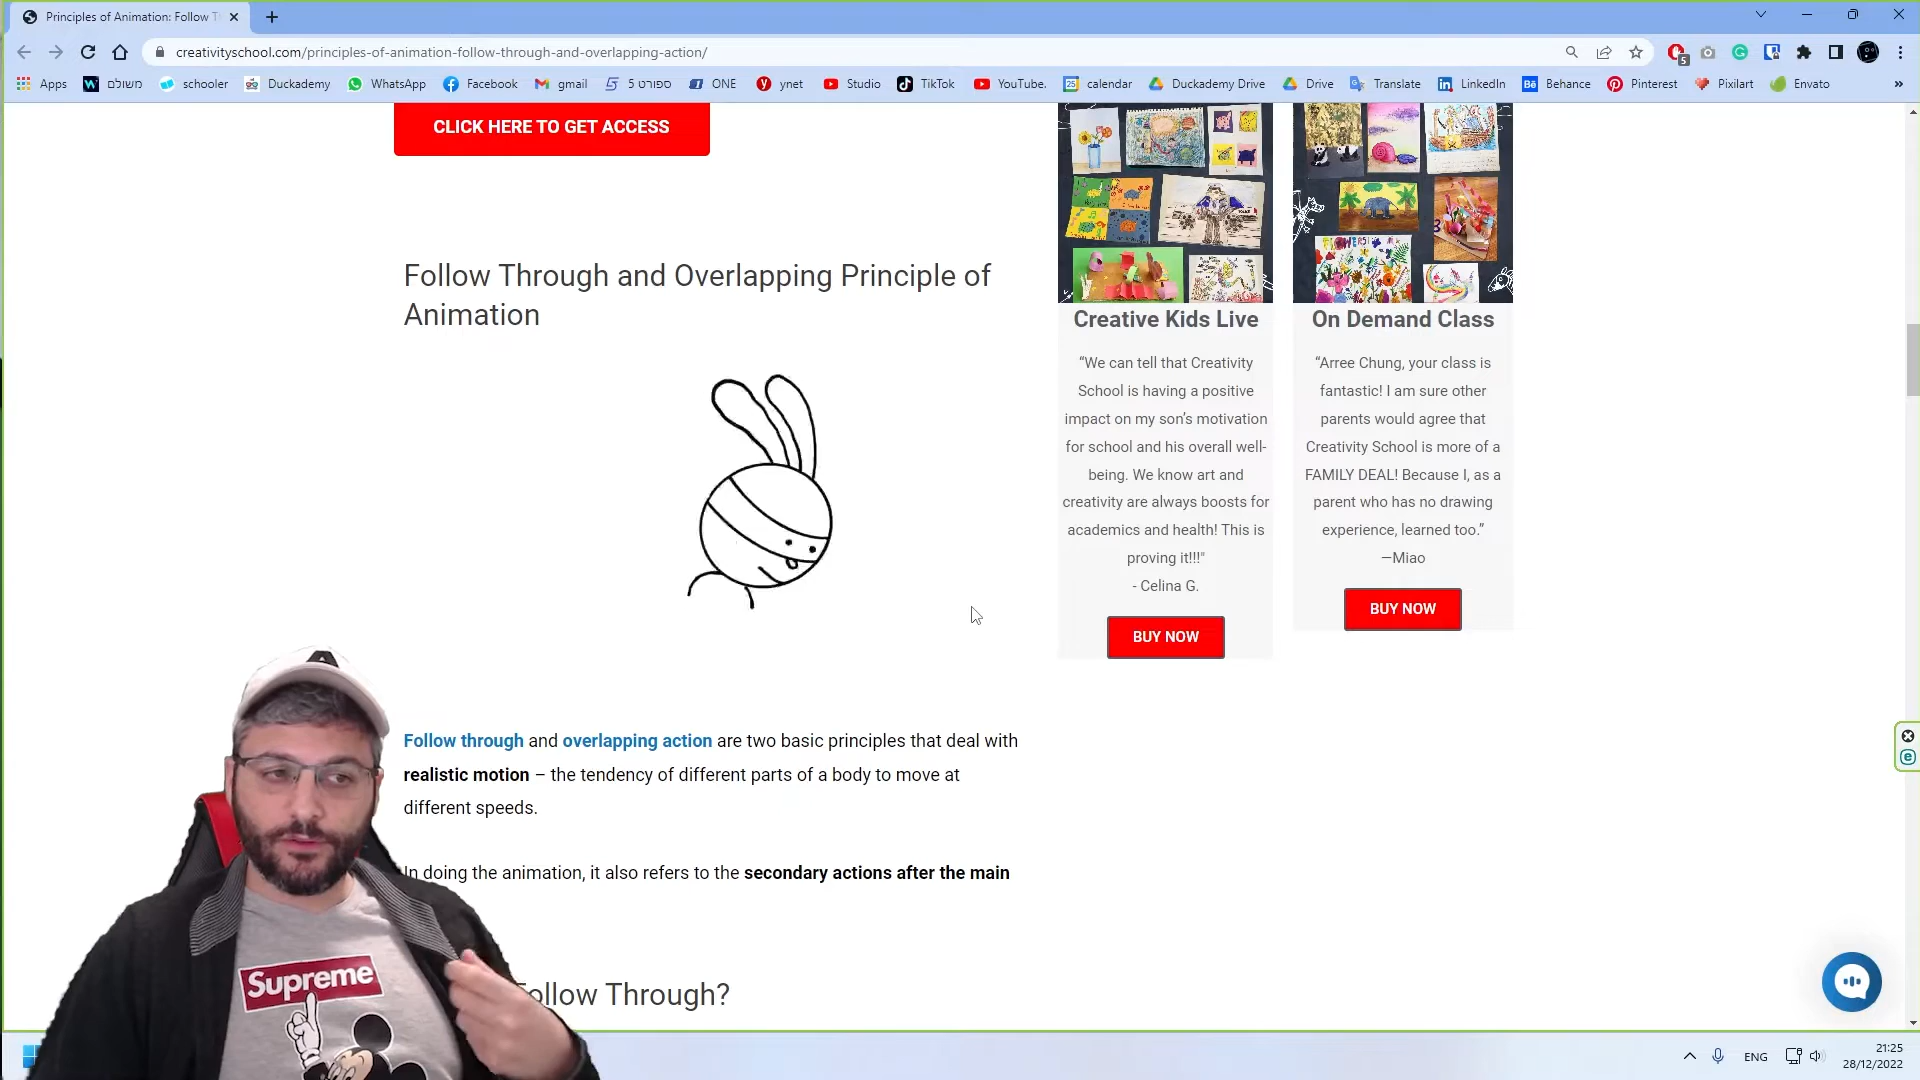 Principles of Animation: Follow T
creativityschool.com/principles-of-animation-follow-through-and-overlapping-action/
5
Apps
משולם
schooler
Duckademy
WhatsApp
Facebook
gmail
ספורט 5
ONE
ynet
Studio
TikTok
YouTube.
calendar
Duckademy Drive
Drive
Translate
LinkedIn
Behance
Pinterest
Pixilart
Envato
»
CLICK HERE TO GET ACCESS
Follow Through and Overlapping Principle of
Animation
Follow through and overlapping action are two basic principles that deal with
realistic motion – the tendency of different parts of a body to move at
different speeds.
In doing the animation, it also refers to the secondary actions after the main
Follow Through?
Creative Kids Live
“We can tell that Creativity
School is having a positive
impact on my son’s motivation
for school and his overall well-
being. We know art and
creativity are always boosts for
academics and health! This is
proving it!!!"
- Celina G.
BUY NOW
On Demand Class
“Arree Chung, your class is
fantastic! I am sure other
parents would agree that
Creativity School is more of a
FAMILY DEAL! Because I, as a
parent who has no drawing
experience, learned too.”
—Miao
BUY NOW
Supreme
ENG
21:25
28/12/2022